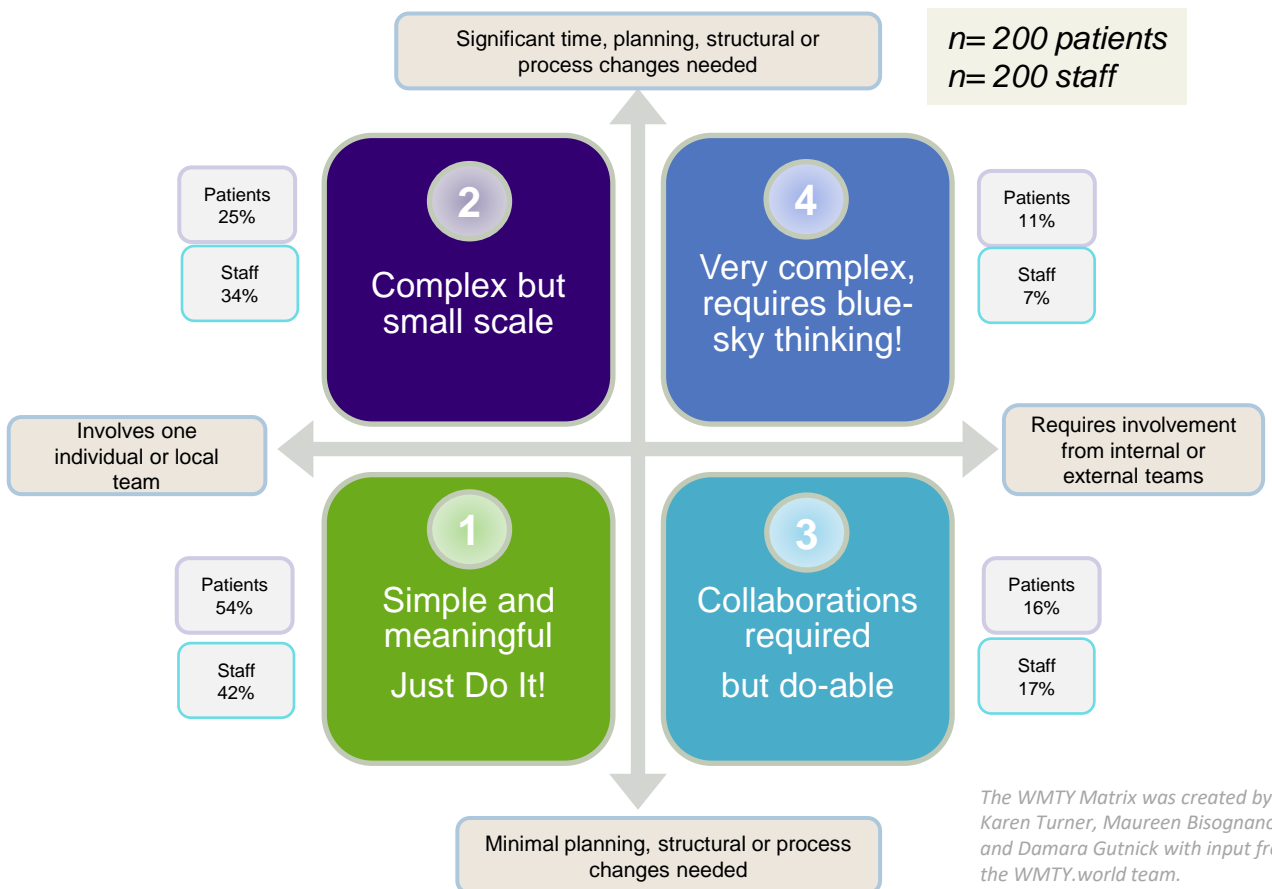 Significant time, planning, structural or
process changes needed
n= 200 patients
n= 200 staff
Patients
25%
Staff
34%
2
Complex but
small scale
4
Very complex,
requires blue-
sky thinking!
Patients
11%
Staff
7%
Involves one
individual or local
team
Requires involvement
from internal or
external teams
Patients
54%
Staff
42%
1
Simple and
meaningful
Just Do It!
3
Collaborations
required
but do-able
Patients
16%
Staff
17%
Minimal planning, structural or process
changes needed
The WMTY Matrix was created by
Karen Turner, Maureen Bisognano
and Damara Gutnick with input
the WMTY.world team.